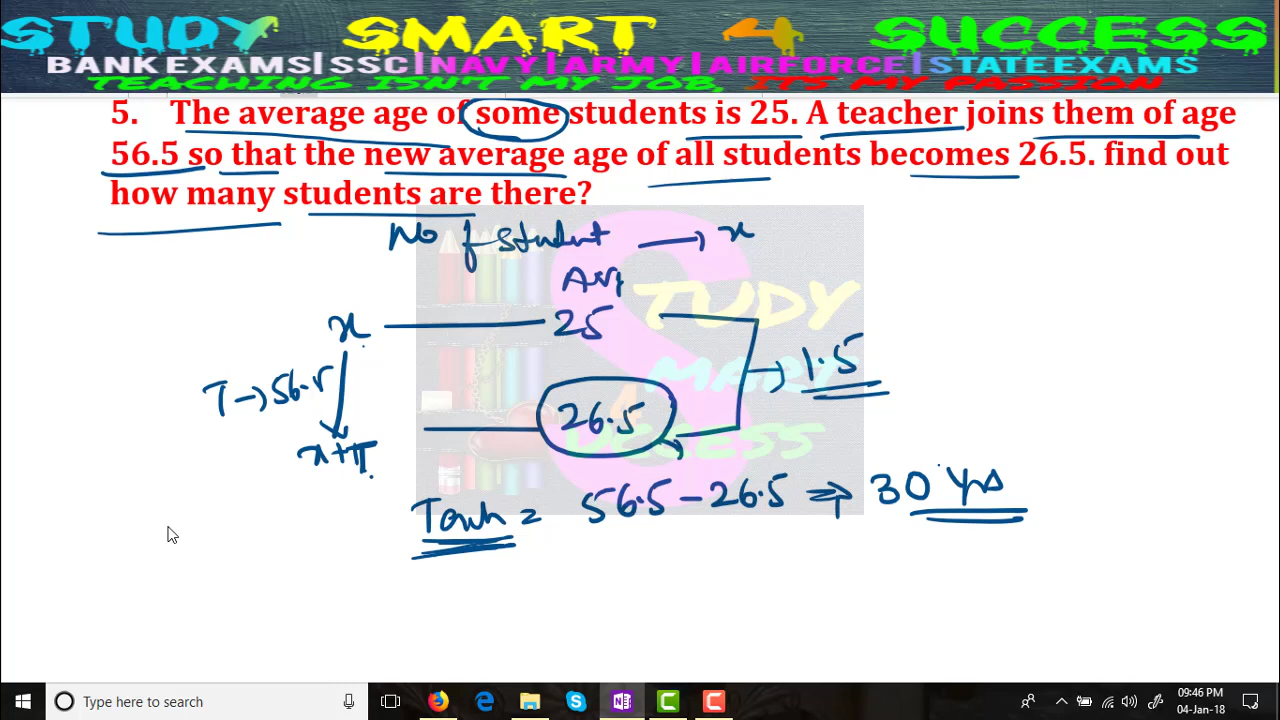 STUDY SMART 4 SUCCESS
BANK EXAMS|SSC|NAVY|ARMY|AIRFORCE|STATE EXAMS
TEACHING ISN'T MY JOB, IT'S MY PASSION
5. The average age of some students is 25. A teacher joins them of age
56.5 so that the new average age of all students becomes 26.5. find out
how many students are there?
No of student → x
Avg
x 25
1.5
T → 56.5
26.5
x+T
56.5 - 26.5 ⇒ 30 yrs
STUDY
MART
4
UCCESS
Type here to search
09:46 PM
04-Jan-18